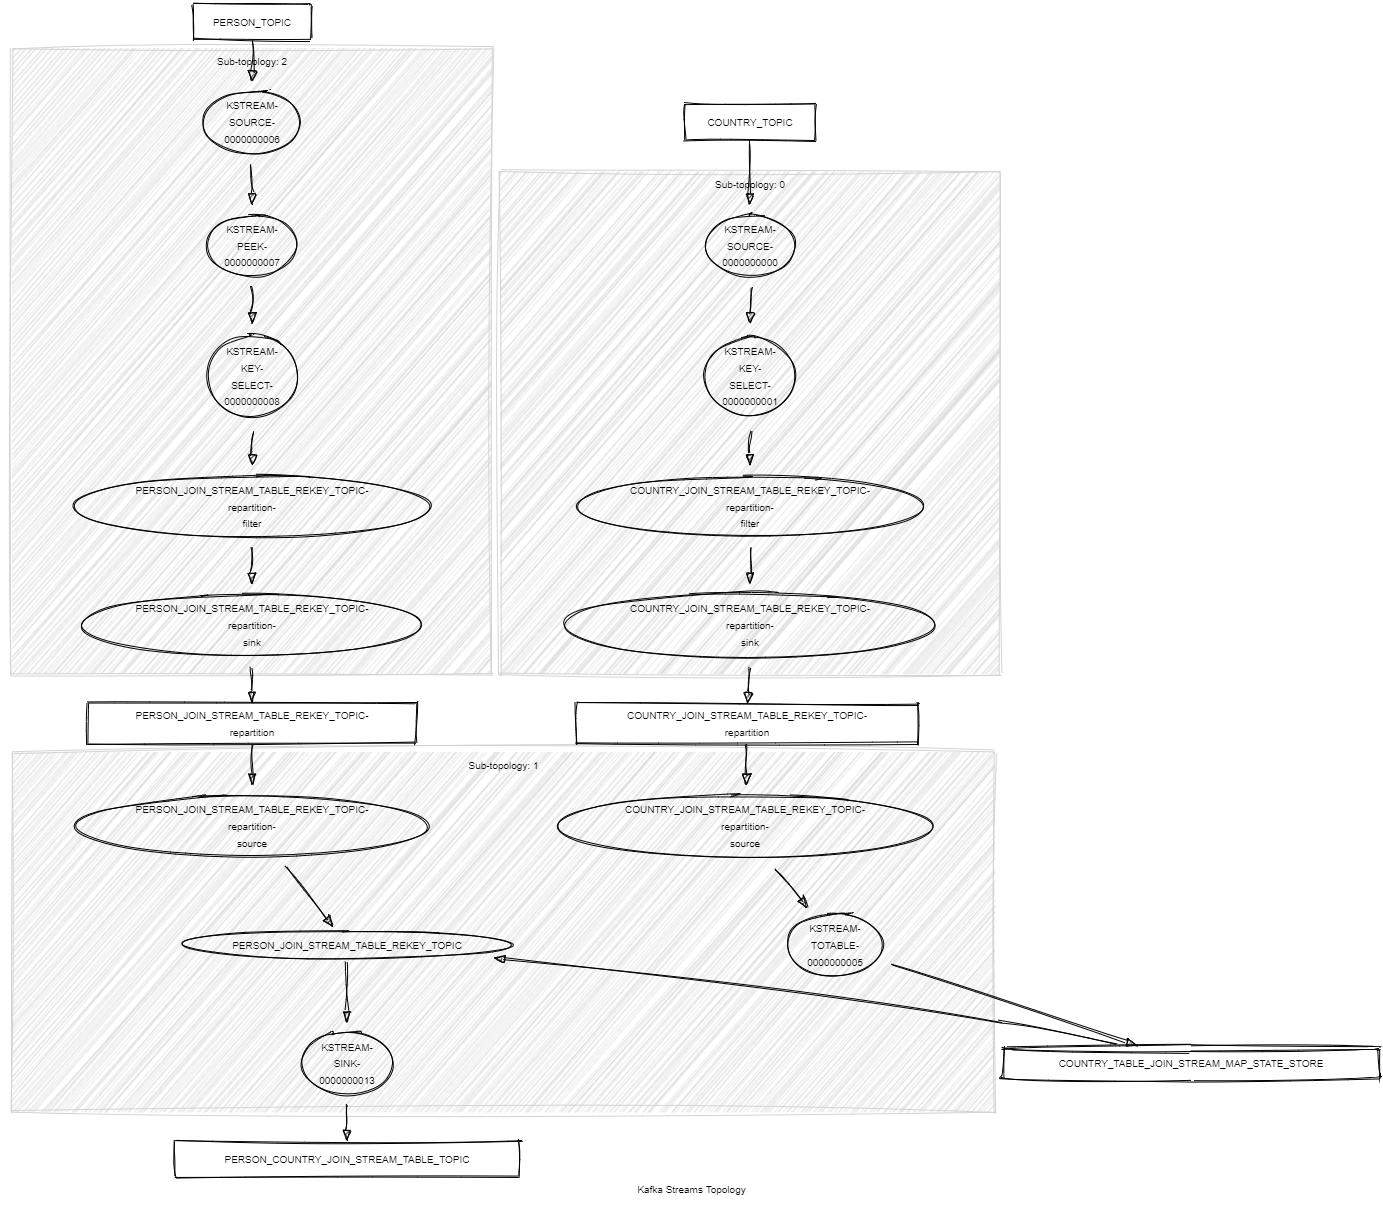 PERSON_TOPIC
Sub-topology: 2
KSTREAM-
SOURCE-
0000000006
KSTREAM-
PEEK-
0000000007
KSTREAM-
KEY-
SELECT-
0000000008
PERSON_JOIN_STREAM_TABLE_REKEY_TOPIC-
repartition-
filter
PERSON_JOIN_STREAM_TABLE_REKEY_TOPIC-
repartition-
sink
PERSON_JOIN_STREAM_TABLE_REKEY_TOPIC-
repartition
COUNTRY_TOPIC
Sub-topology: 0
KSTREAM-
SOURCE-
0000000000
KSTREAM-
KEY-
SELECT-
0000000001
COUNTRY_JOIN_STREAM_TABLE_REKEY_TOPIC-
repartition-
filter
COUNTRY_JOIN_STREAM_TABLE_REKEY_TOPIC-
repartition-
sink
COUNTRY_JOIN_STREAM_TABLE_REKEY_TOPIC-
repartition
Sub-topology: 1
PERSON_JOIN_STREAM_TABLE_REKEY_TOPIC-
repartition-
source
COUNTRY_JOIN_STREAM_TABLE_REKEY_TOPIC-
repartition-
source
PERSON_JOIN_STREAM_TABLE_REKEY_TOPIC
KSTREAM-
TOTABLE-
0000000005
KSTREAM-
SINK-
0000000013
COUNTRY_TABLE_JOIN_STREAM_MAP_STATE_STORE
PERSON_COUNTRY_JOIN_STREAM_TABLE_TOPIC
Kafka Streams Topology